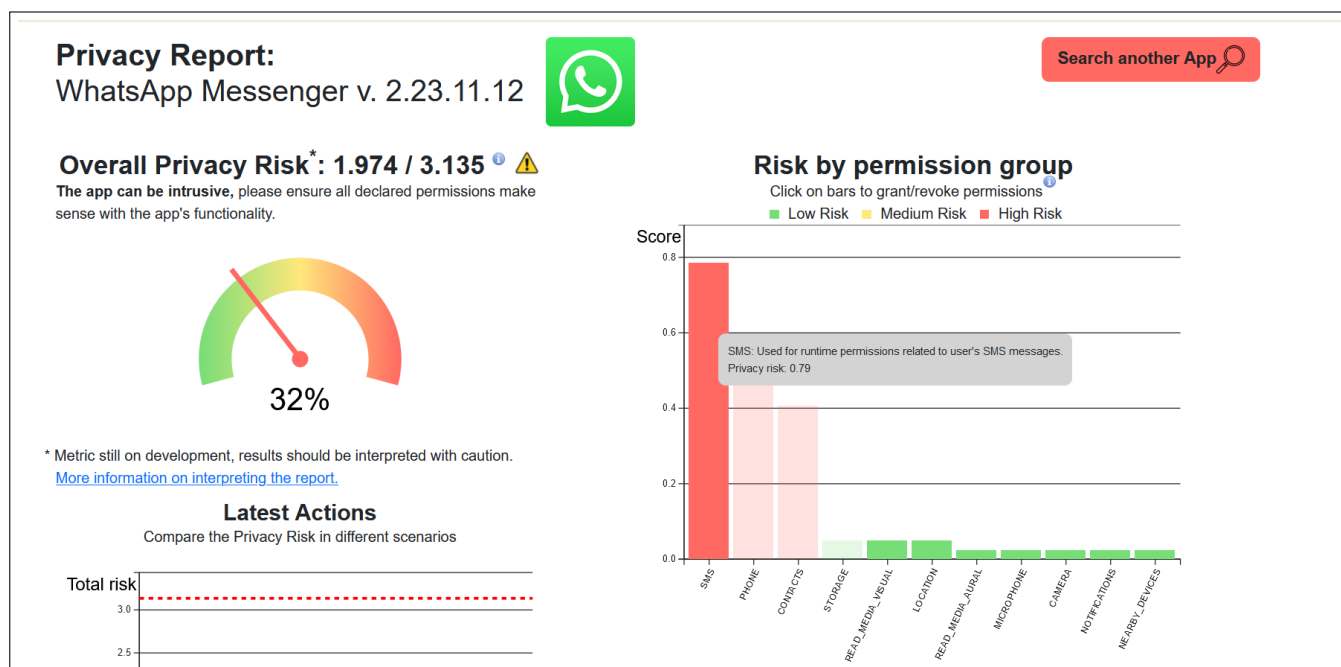 Privacy Report:
WhatsApp Messenger v. 2.23.11.12
Search another App
Overall Privacy Risk*: 1.974 / 3.135
The app can be intrusive, please ensure all declared permissions make
sense with the app's functionality.
32%
* Metric still on development, results should be interpreted with caution.
More information on interpreting the report.
Latest Actions
Compare the Privacy Risk in different scenarios
Total risk
3.0
2.5
Risk by permission group
Click on bars to grant/revoke permissions
Low Risk Medium Risk High Risk
Score
0.8
0.6
0.4
0.2
0.0
SMS: Used for runtime permissions related to user's SMS messages.
Privacy risk: 0.79
SMS
PHONE
CONTACTS
STORAGE
READ_MEDIA_VISUAL
LOCATION
READ_MEDIA_AURAL
MICROPHONE
CAMERA
NOTIFICATIONS
NEARBY_DEVICES